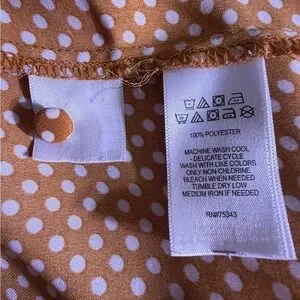 100% POLYESTER
MACHINE WASH COOL
- DELICATE CYCLE
WASH WITH LIKE COLORS
ONLY NON-CHLORINE
BLEACH WHEN NEEDED
TUMBLE DRY LOW
MEDIUM IRON IF NEEDED
RN#75343